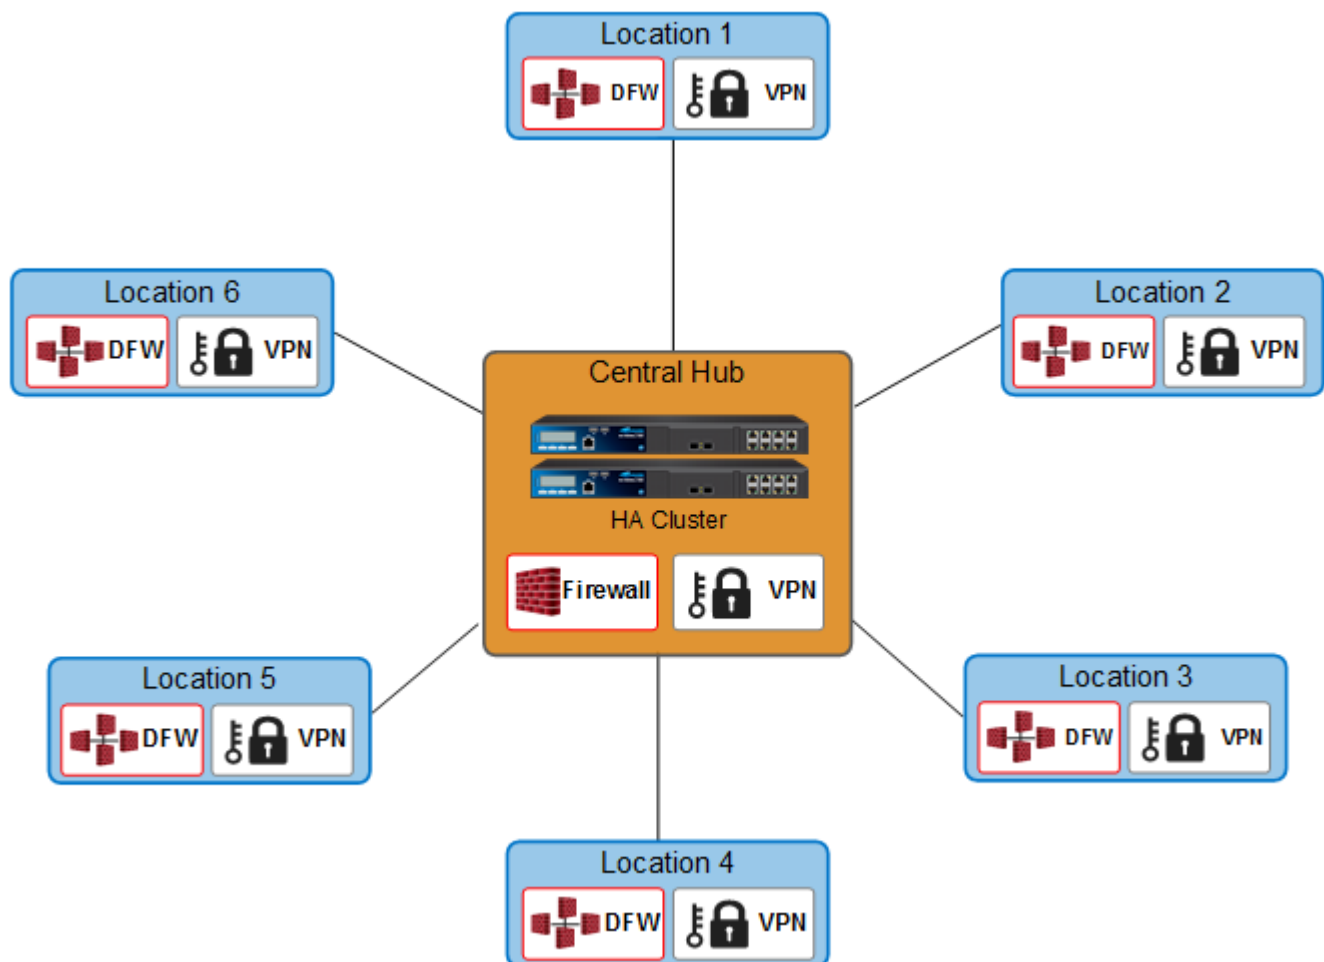 Location 1
DFW VPN
Location 6
DFW VPN
Location 2
DFW VPN
Central Hub
HA Cluster
Firewall VPN
Location 5
DFW VPN
Location 3
DFW VPN
Location 4
DFW VPN